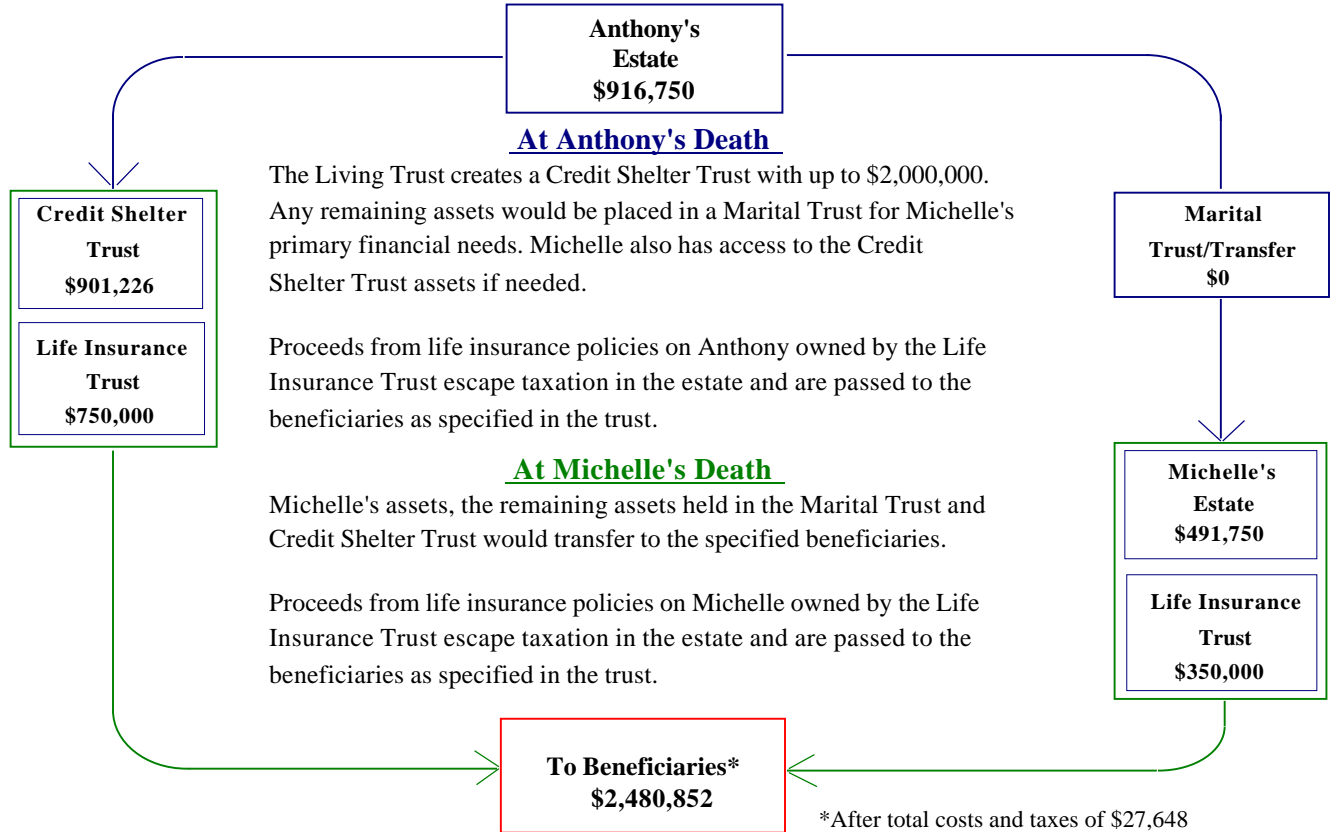 Anthony's
Estate
$916,750
At Anthony's Death
The Living Trust creates a Credit Shelter Trust with up to $2,000,000.
Any remaining assets would be placed in a Marital Trust for Michelle's
primary financial needs. Michelle also has access to the Credit
Shelter Trust assets if needed.
Credit Shelter
Trust
$901,226
Marital
Trust/Transfer
$0
Life Insurance
Trust
$750,000
Proceeds from life insurance policies on Anthony owned by the Life
Insurance Trust escape taxation in the estate and are passed to the
beneficiaries as specified in the trust.
At Michelle's Death
Michelle's assets, the remaining assets held in the Marital Trust and
Credit Shelter Trust would transfer to the specified beneficiaries.
Michelle's
Estate
$491,750
Proceeds from life insurance policies on Michelle owned by the Life
Insurance Trust escape taxation in the estate and are passed to the
beneficiaries as specified in the trust.
Life Insurance
Trust
$350,000
To Beneficiaries*
$2,480,852
*After total costs and taxes of $27,648